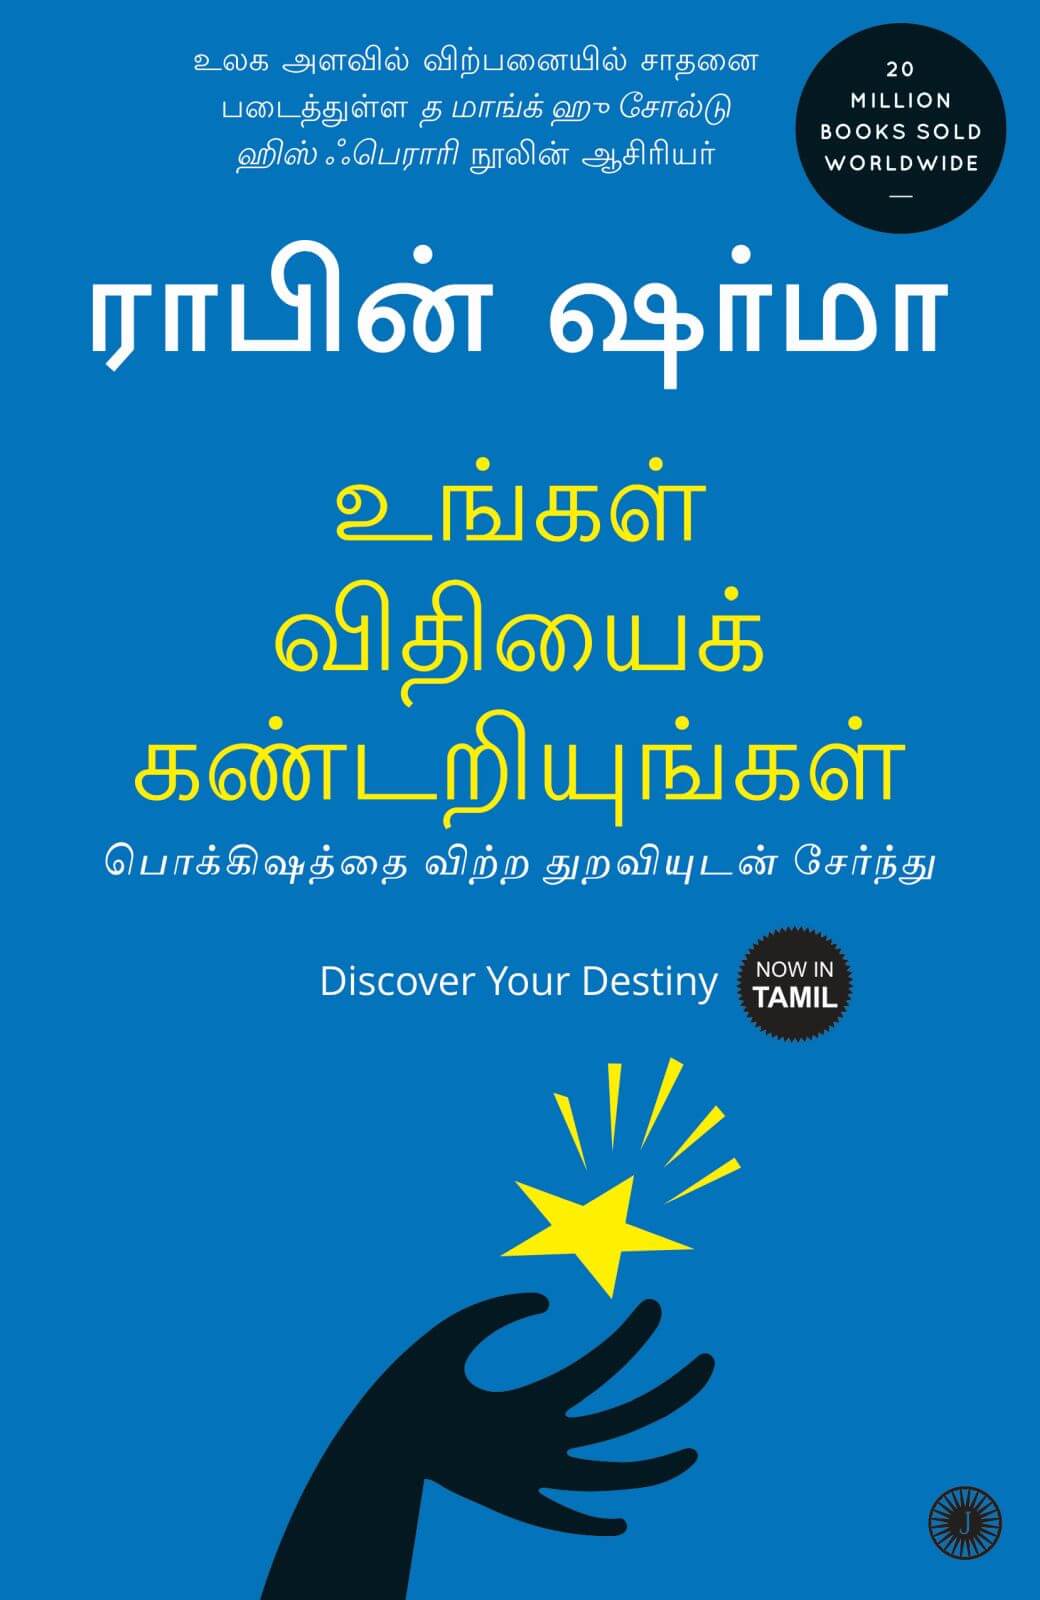 உலக அளவில் விற்பனையில் சாதனை
படைத்துள்ள த மாங்க் ஹு சோல்டு
ஹிஸ் ஃபெராரி நூலின் ஆசிரியர்
20
MILLION
BOOKS SOLD
WORLDWIDE
ராபின் ஷர்மா
உங்கள்
விதியைக்
கண்டறியுங்கள்
பொக்கிஷத்தை விற்ற துறவியுடன் சேர்ந்து
Discover Your Destiny
NOW IN
TAMIL
J